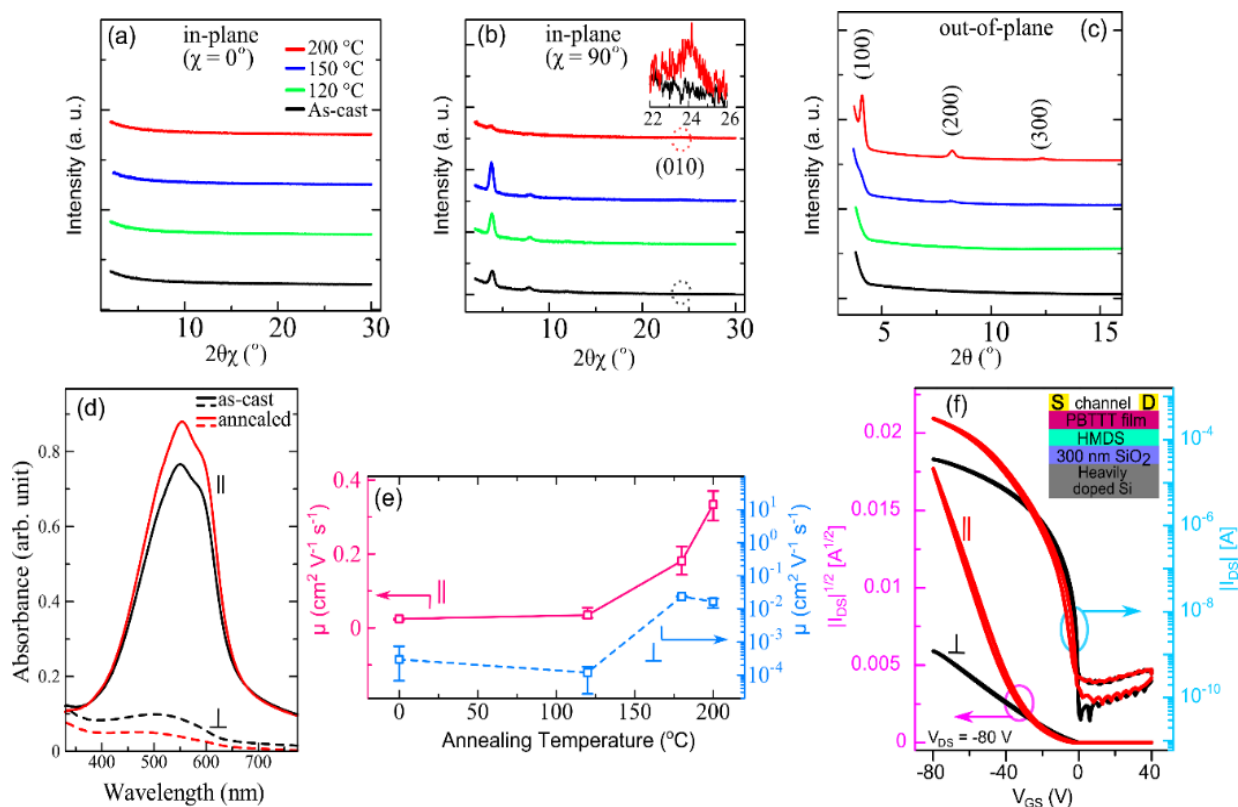 (a)
in-plane
(χ = 0°)
200 °C
150 °C
120 °C
As-cast
Intensity (a. u.)
10
20
30
2θχ (°)
(b)
in-plane
(χ = 90°)
22
24
26
(010)
Intensity (a. u.)
10
20
30
2θχ (°)
out-of-plane
(c)
(100)
(200)
(300)
Intensity (a. u.)
5
10
15
2θ (°)
(d)
as-cast
annealed
||
⊥
Absorbance (arb. unit)
0.8
0.6
0.4
0.2
0
400
500
600
700
Wavelength (nm)
(e)
μ (cm² V⁻¹ s⁻¹)
0.4
0.2
0
||
⊥
10¹
10⁰
10⁻¹
10⁻²
10⁻³
10⁻⁴
μ (cm² V⁻¹ s⁻¹)
0
50
100
150
200
Annealing Temperature (°C)
(f)
S channel D
PBTTT film
HMDS
300 nm SiO₂
Heavily
doped Si
||
⊥
|I_DS|^1/2 [A^1/2]
0.02
0.015
0.01
0.005
0
10⁻⁴
10⁻⁶
10⁻⁸
10⁻¹⁰
|I_DS| [A]
V_DS = -80 V
-80
-40
0
40
V_GS (V)